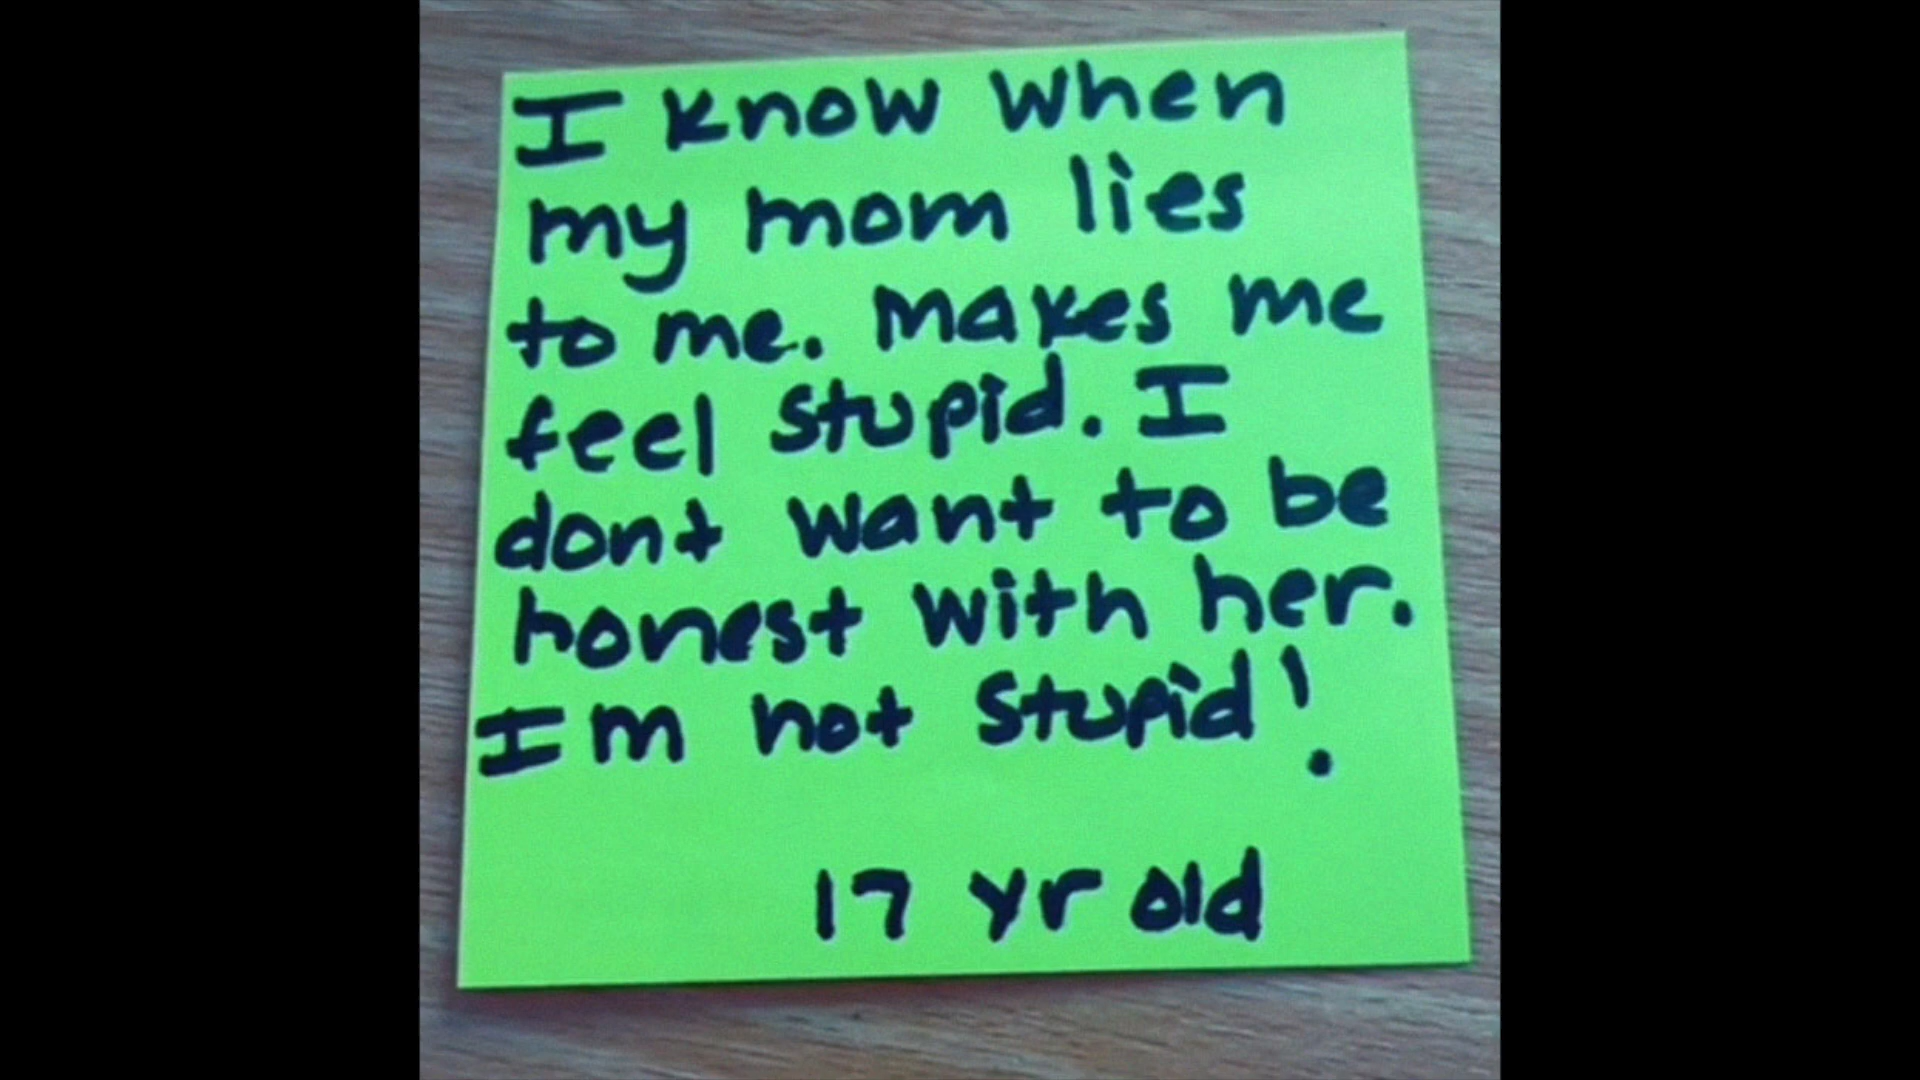 I know when
my mom lies
to me. makes me
feel stupid. I
dont want to be
honest with her.
Im not stupid!
17 yr old